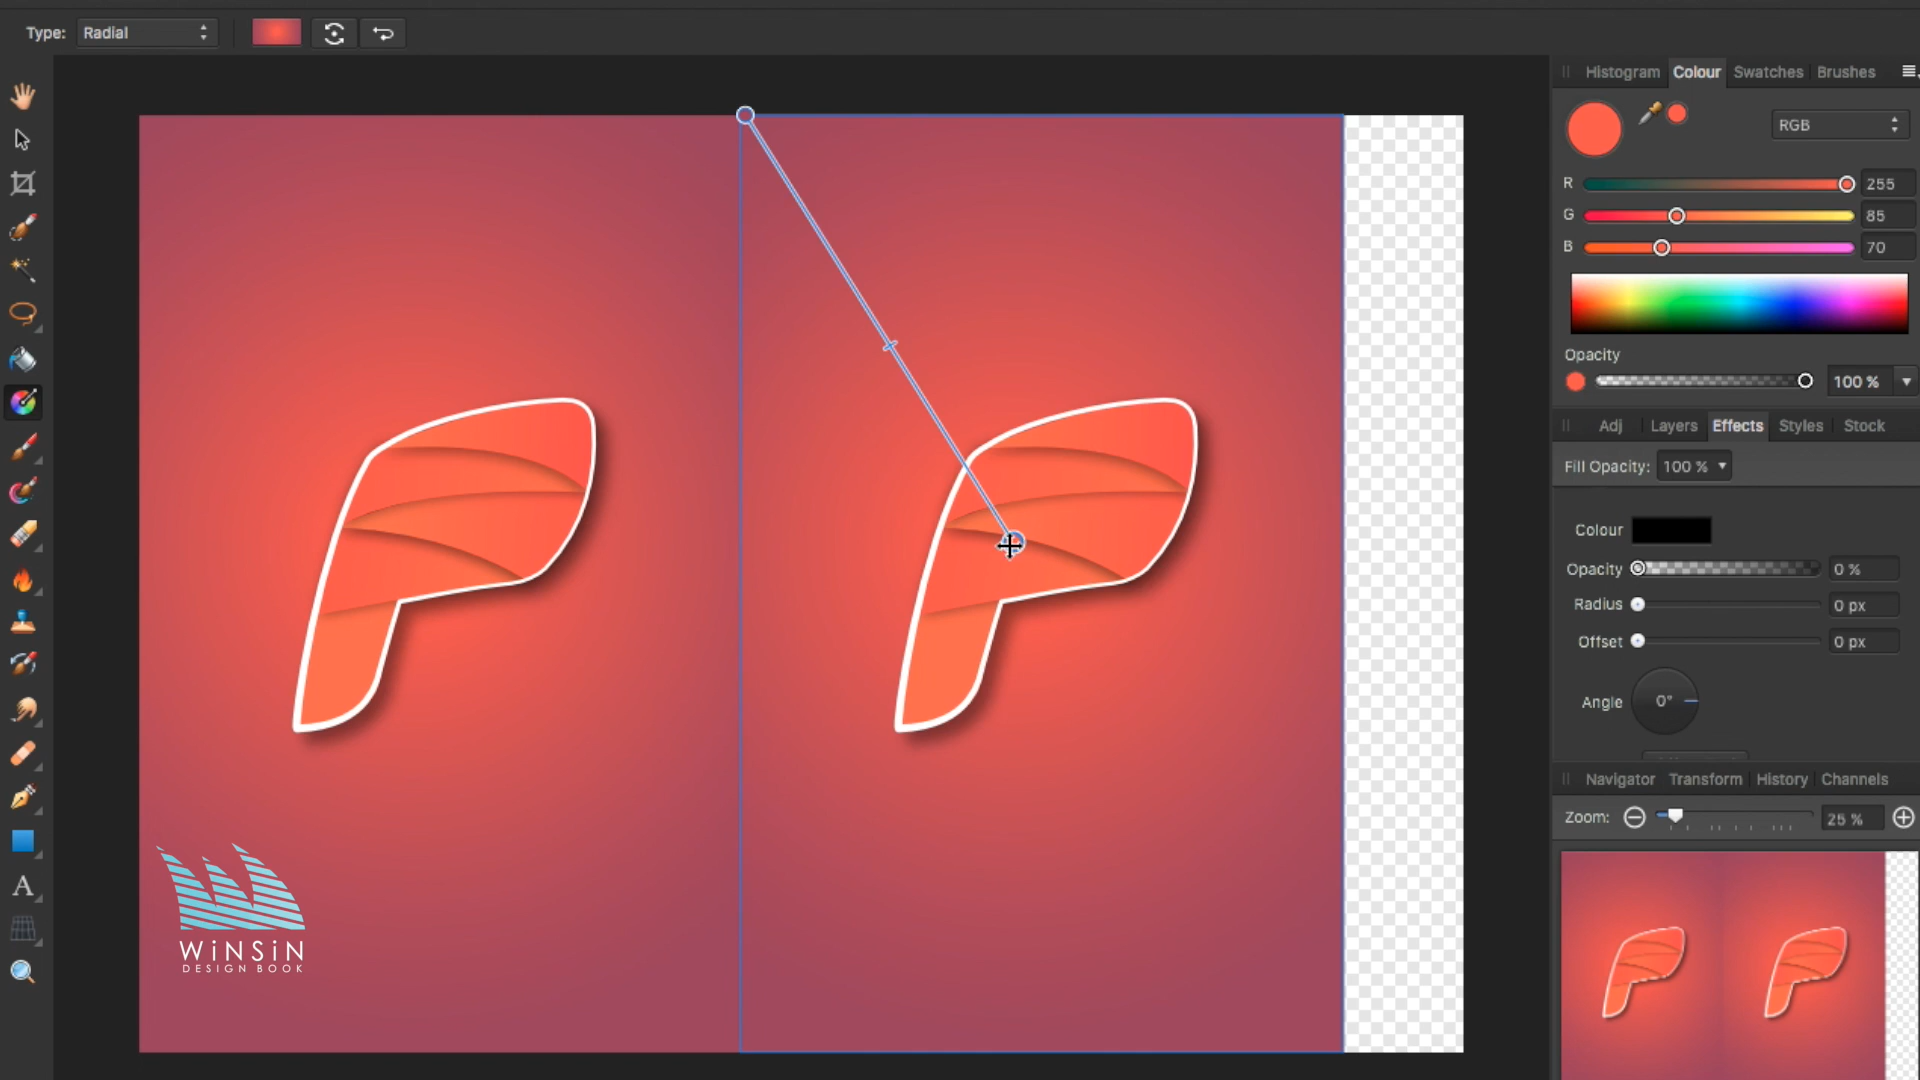 Type: Radial
Histogram Colour Swatches Brushes
RGB
R 255
G 85
B 70
Opacity
100 %
Adj Layers Effects Styles Stock
Fill Opacity: 100 %
Colour
Opacity 0 %
Radius 0 px
Offset 0 px
Angle 0°
Navigator Transform History Channels
Zoom: 25 %
A
WiNSiN
DESIGN BOOK